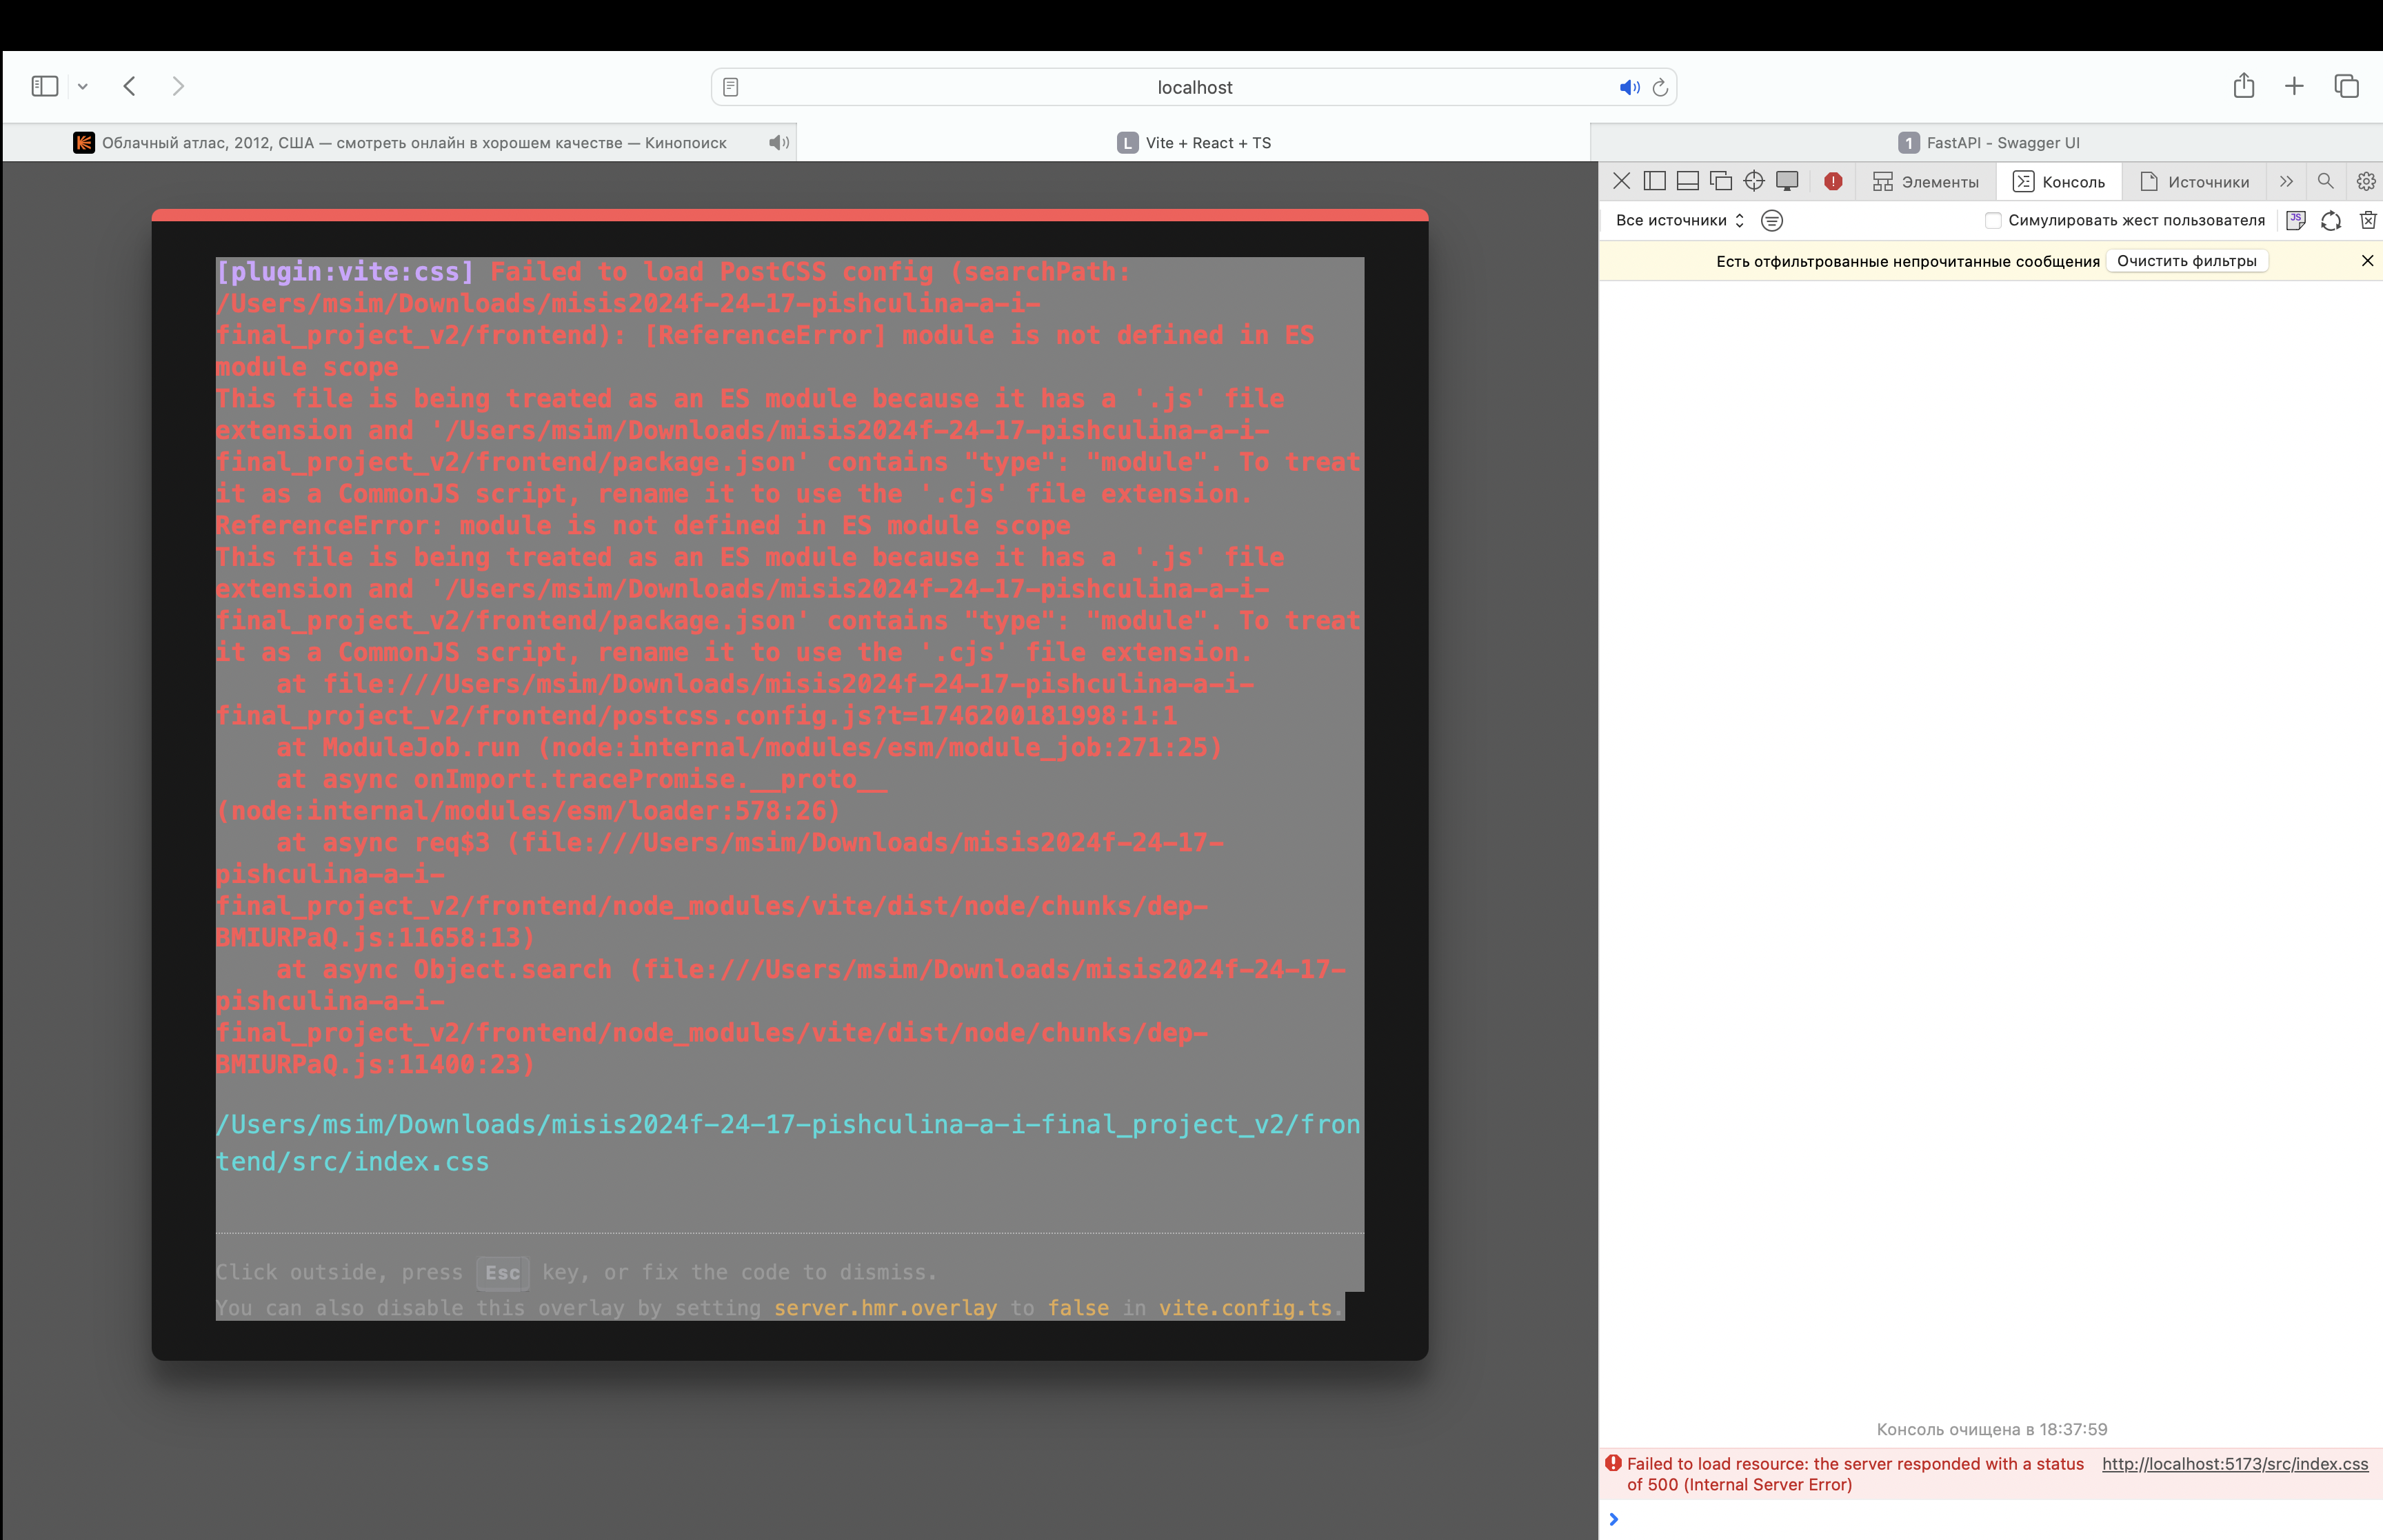 localhost
Облачный атлас, 2012, США — смотреть онлайн в хорошем качестве — Кинопоиск
L Vite + React + TS
1 FastAPI - Swagger UI
Элементы
Консоль
Источники
Все источники
Симулировать жест пользователя
JS
Есть отфильтрованные непрочитанные сообщения
Очистить фильтры
[plugin:vite:css] Failed to load PostCSS config (searchPath:
/Users/msim/Downloads/misis2024f-24-17-pishculina-a-i-
final_project_v2/frontend): [ReferenceError] module is not defined in ES
module scope
This file is being treated as an ES module because it has a '.js' file
extension and '/Users/msim/Downloads/misis2024f-24-17-pishculina-a-i-
final_project_v2/frontend/package.json' contains "type": "module". To treat
it as a CommonJS script, rename it to use the '.cjs' file extension.
ReferenceError: module is not defined in ES module scope
This file is being treated as an ES module because it has a '.js' file
extension and '/Users/msim/Downloads/misis2024f-24-17-pishculina-a-i-
final_project_v2/frontend/package.json' contains "type": "module". To treat
it as a CommonJS script, rename it to use the '.cjs' file extension.
at file:///Users/msim/Downloads/misis2024f-24-17-pishculina-a-i-
final_project_v2/frontend/postcss.config.js?t=1746200181998:1:1
at ModuleJob.run (node:internal/modules/esm/module_job:271:25)
at async onImport.tracePromise.__proto__
(node:internal/modules/esm/loader:578:26)
at async req$3 (file:///Users/msim/Downloads/misis2024f-24-17-
pishculina-a-i-
final_project_v2/frontend/node_modules/vite/dist/node/chunks/dep-
BMIURPaQ.js:11658:13)
at async Object.search (file:///Users/msim/Downloads/misis2024f-24-17-
pishculina-a-i-
final_project_v2/frontend/node_modules/vite/dist/node/chunks/dep-
BMIURPaQ.js:11400:23)
/Users/msim/Downloads/misis2024f-24-17-pishculina-a-i-final_project_v2/fron
tend/src/index.css
Click outside, press Esc key, or fix the code to dismiss.
You can also disable this overlay by setting server.hmr.overlay to false in vite.config.ts.
Консоль очищена в 18:37:59
Failed to load resource: the server responded with a status http://localhost:5173/src/index.css
of 500 (Internal Server Error)